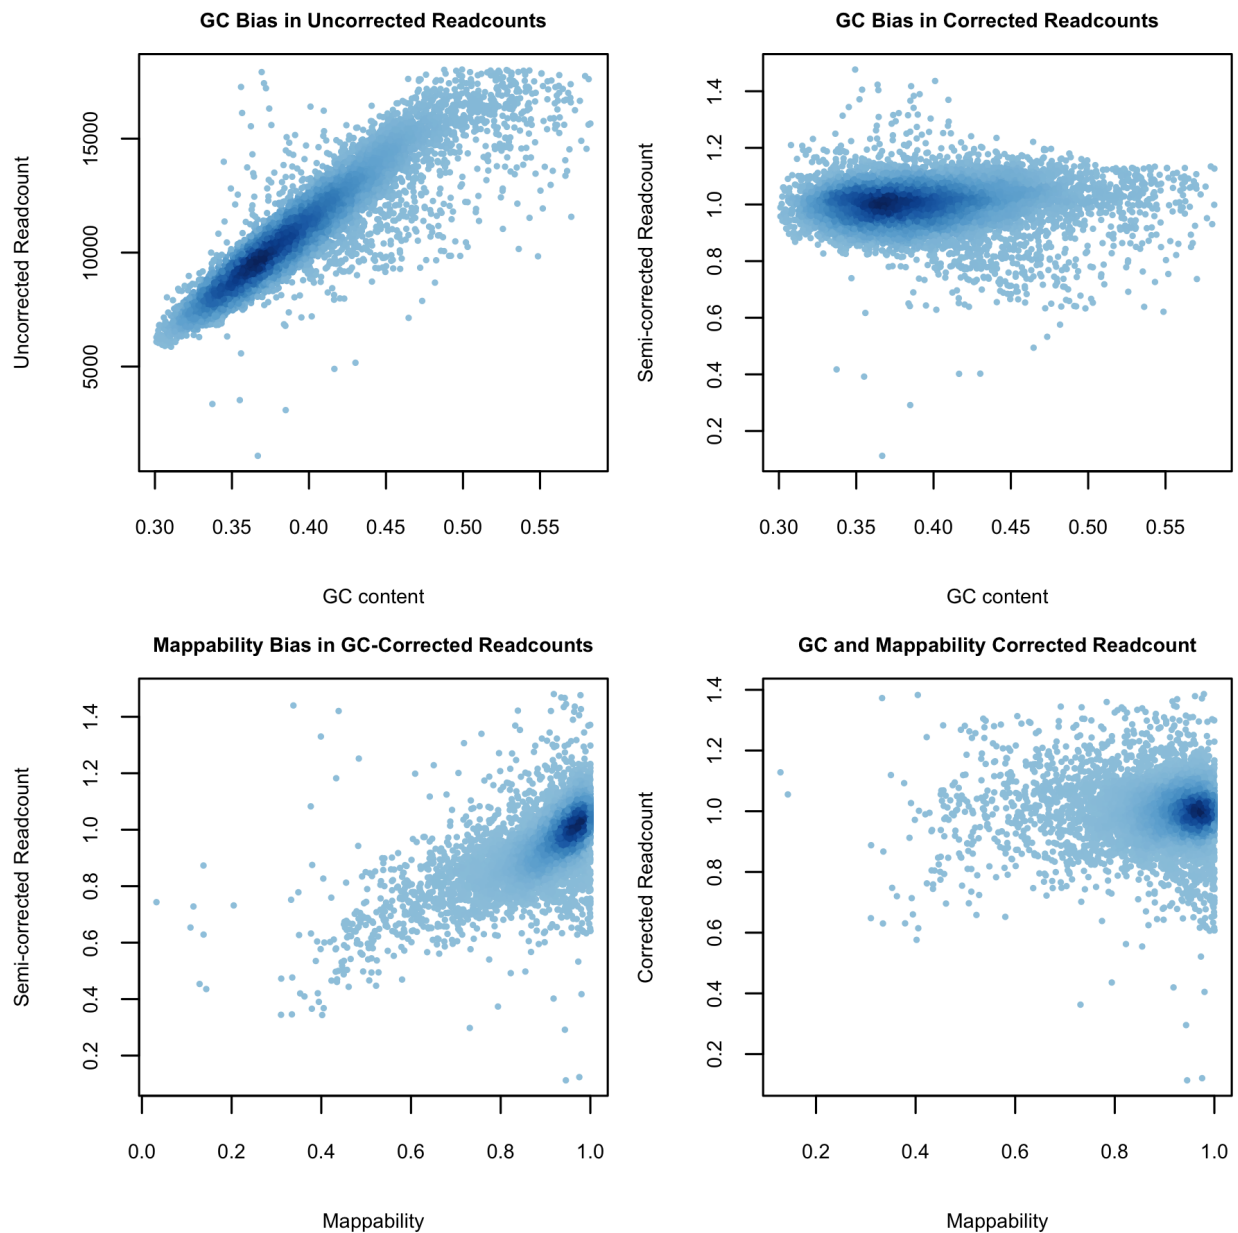 GC Bias in Uncorrected Readcounts
Uncorrected Readcount
15000
10000
5000
0.30 0.35 0.40 0.45 0.50 0.55
GC content
GC Bias in Corrected Readcounts
Semi-corrected Readcount
1.4
1.2
1.0
0.8
0.6
0.4
0.2
0.30 0.35 0.40 0.45 0.50 0.55
GC content
Mappability Bias in GC-Corrected Readcounts
Semi-corrected Readcount
1.4
1.2
1.0
0.8
0.6
0.4
0.2
0.0 0.2 0.4 0.6 0.8 1.0
Mappability
GC and Mappability Corrected Readcount
Corrected Readcount
1.4
1.2
1.0
0.8
0.6
0.4
0.2
0.2 0.4 0.6 0.8 1.0
Mappability